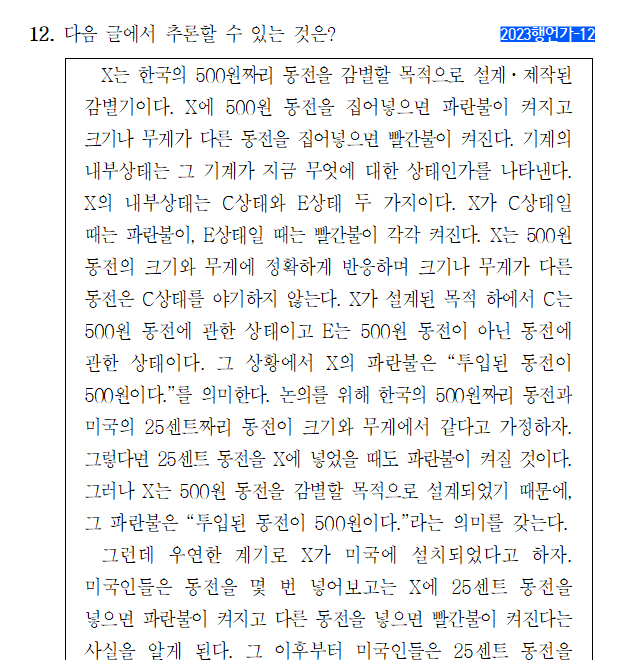 12. 다음 글에서 추론할 수 있는 것은?
2023행언가-12
X는 한국의 500원짜리 동전을 감별할 목적으로 설계·제작된
감별기이다. X에 500원 동전을 집어넣으면 파란불이 켜지고
크기나 무게가 다른 동전을 집어넣으면 빨간불이 켜진다. 기계의
내부상태는 그 기계가 지금 무엇에 대한 상태인가를 나타낸다.
X의 내부상태는 C상태와 E상태 두 가지이다. X가 C상태일
때는 파란불이, E상태일 때는 빨간불이 각각 켜진다. X는 500원
동전의 크기와 무게에 정확하게 반응하며 크기나 무게가 다른
동전은 C상태를 야기하지 않는다. X가 설계된 목적 하에서 C는
500원 동전에 관한 상태이고 E는 500원 동전이 아닌 동전에
관한 상태이다. 그 상황에서 X의 파란불은 “투입된 동전이
500원이다.”를 의미한다. 논의를 위해 한국의 500원짜리 동전과
미국의 25센트짜리 동전이 크기와 무게에서 같다고 가정하자.
그렇다면 25센트 동전을 X에 넣었을 때도 파란불이 켜질 것이다.
그러나 X는 500원 동전을 감별할 목적으로 설계되었기 때문에,
그 파란불은 “투입된 동전이 500원이다.”라는 의미를 갖는다.
그런데 우연한 계기로 X가 미국에 설치되었다고 하자.
미국인들은 동전을 몇 번 넣어보고는 X에 25센트 동전을
넣으면 파란불이 켜지고 다른 동전을 넣으면 빨간불이 켜진다는
사실을 알게 된다. 그 이후부터 미국인들은 25센트 동전을